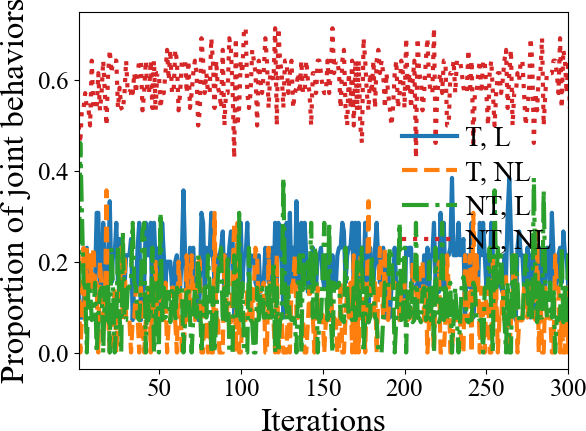 Proportion of joint behaviors
0.6
0.4
0.2
0.0
T, L
T, NL
NT, L
NT, NL
50
100
150
200
250
300
Iterations